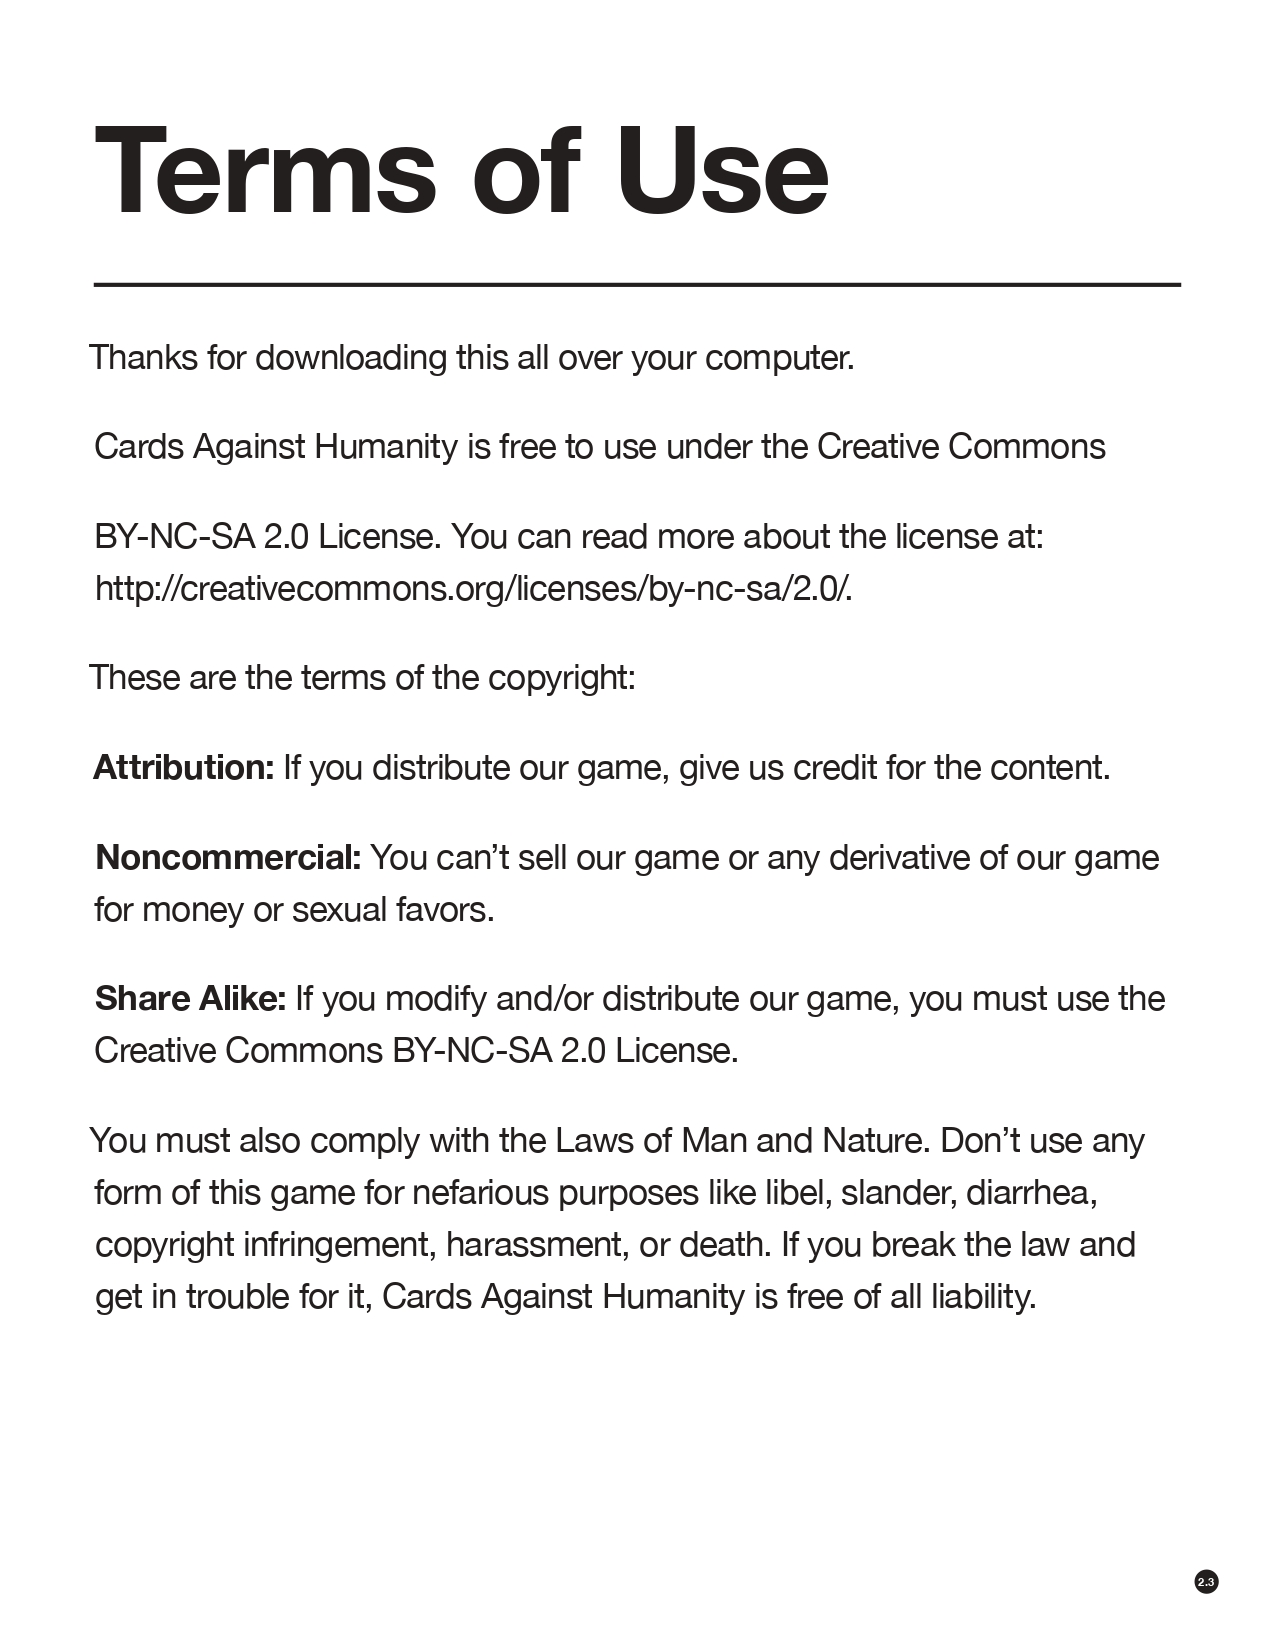 Terms of Use
Thanks for downloading this all over your computer.
Cards Against Humanity is free to use under the Creative Commons
BY-NC-SA 2.0 License. You can read more about the license at:
http://creativecommons.org/licenses/by-nc-sa/2.0/.
These are the terms of the copyright:
Attribution: If you distribute our game, give us credit for the content.
Noncommercial: You can’t sell our game or any derivative of our game
for money or sexual favors.
Share Alike: If you modify and/or distribute our game, you must use the
Creative Commons BY-NC-SA 2.0 License.
You must also comply with the Laws of Man and Nature. Don’t use any
form of this game for nefarious purposes like libel, slander, diarrhea,
copyright infringement, harassment, or death. If you break the law and
get in trouble for it, Cards Against Humanity is free of all liability.
2.3